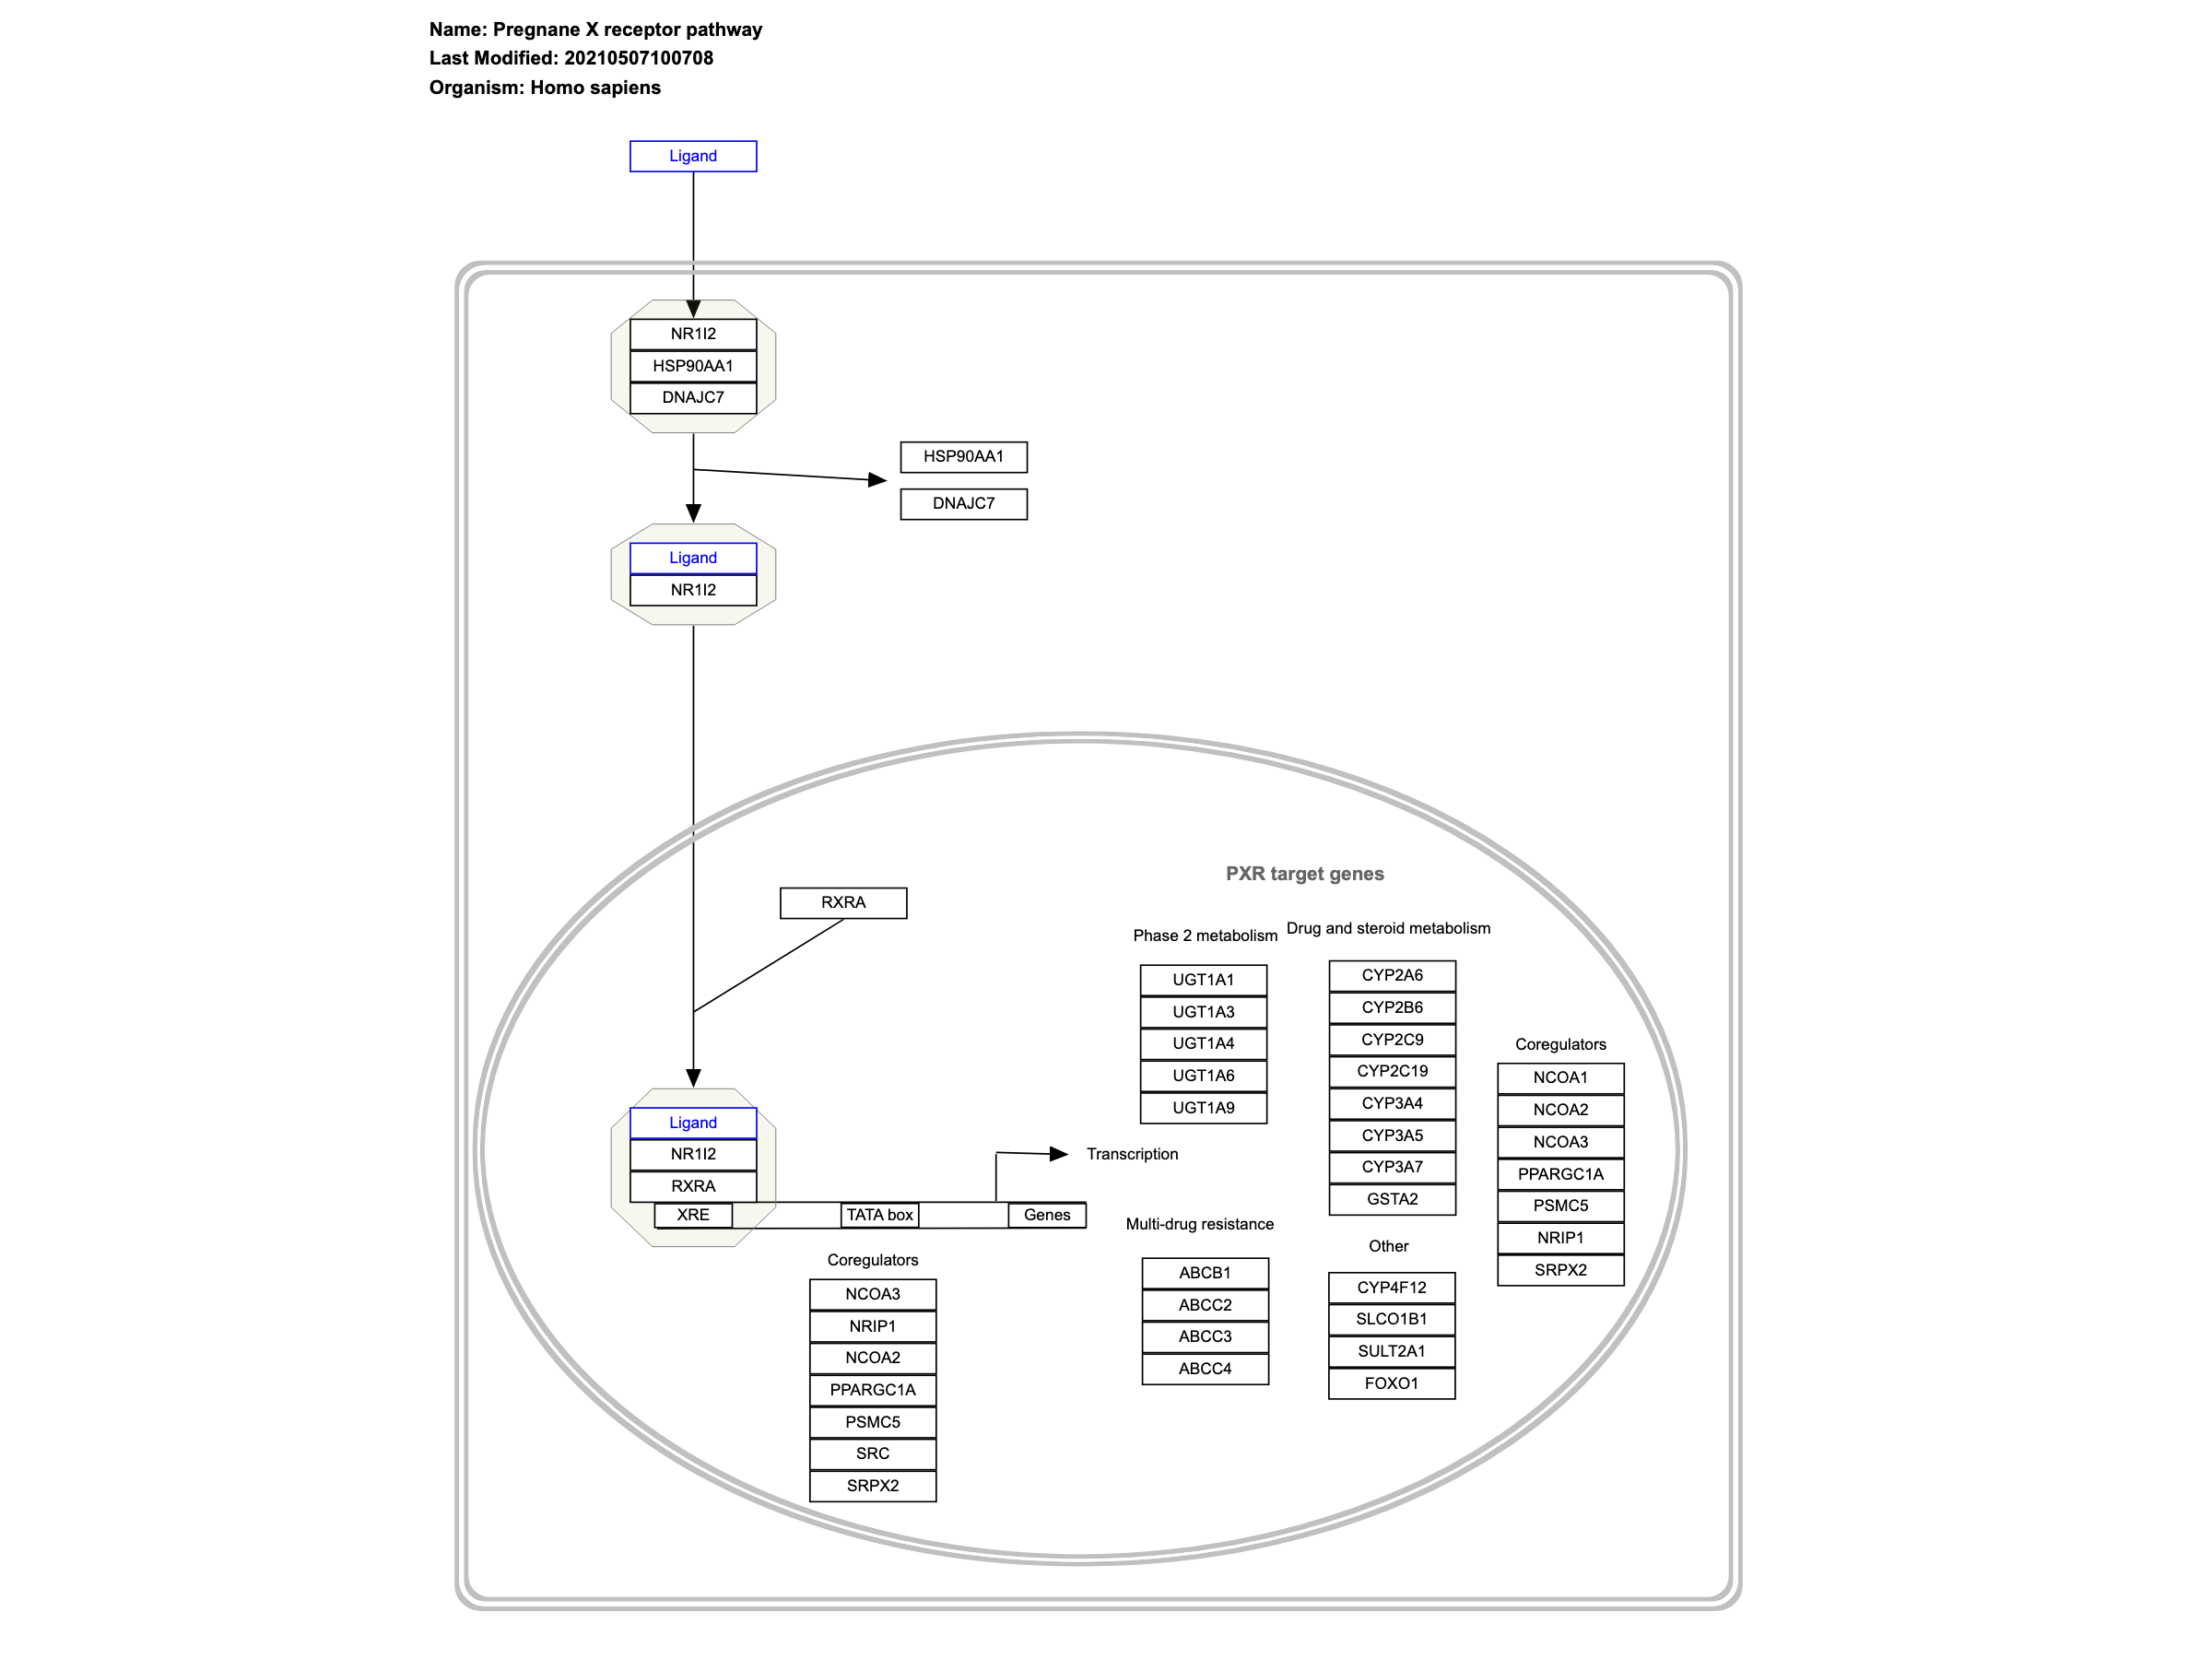 Name: Pregnane X receptor pathway
Last Modified: 20210507100708
Organism: Homo sapiens
Ligand
NR1I2
HSP90AA1
DNAJC7
HSP90AA1
DNAJC7
Ligand
NR1I2
RXRA
Ligand
NR1I2
RXRA
XRE
TATA box
Genes
Transcription
Coregulators
NCOA3
NRIP1
NCOA2
PPARGC1A
PSMC5
SRC
SRPX2
PXR target genes
Phase 2 metabolism
UGT1A1
UGT1A3
UGT1A4
UGT1A6
UGT1A9
Drug and steroid metabolism
CYP2A6
CYP2B6
CYP2C9
CYP2C19
CYP3A4
CYP3A5
CYP3A7
GSTA2
Coregulators
NCOA1
NCOA2
NCOA3
PPARGC1A
PSMC5
NRIP1
SRPX2
Multi-drug resistance
ABCB1
ABCC2
ABCC3
ABCC4
Other
CYP4F12
SLCO1B1
SULT2A1
FOXO1